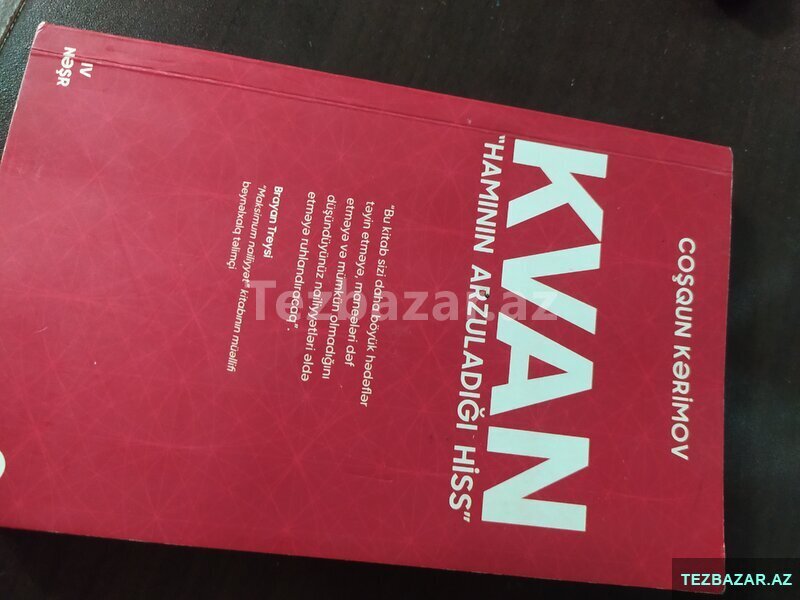 COŞQUN KƏRİMOV
KVAN
"HAMININ ARZULADIĞI HİSS"
"Bu kitab sizi daha böyük hədəflər
təyin etməyə, maneələri dəf
etməyə və mümkün olmadığını
düşündüyünüz nailiyyətləri əldə
etməyə ruhlandıracaq".
Brayan Treysi
"Maksimum nailiyyət" kitabının müəllifi
beynəlxalq təlimçi
IV
NƏŞR
Tezbazar.az
TEZBAZAR.AZ